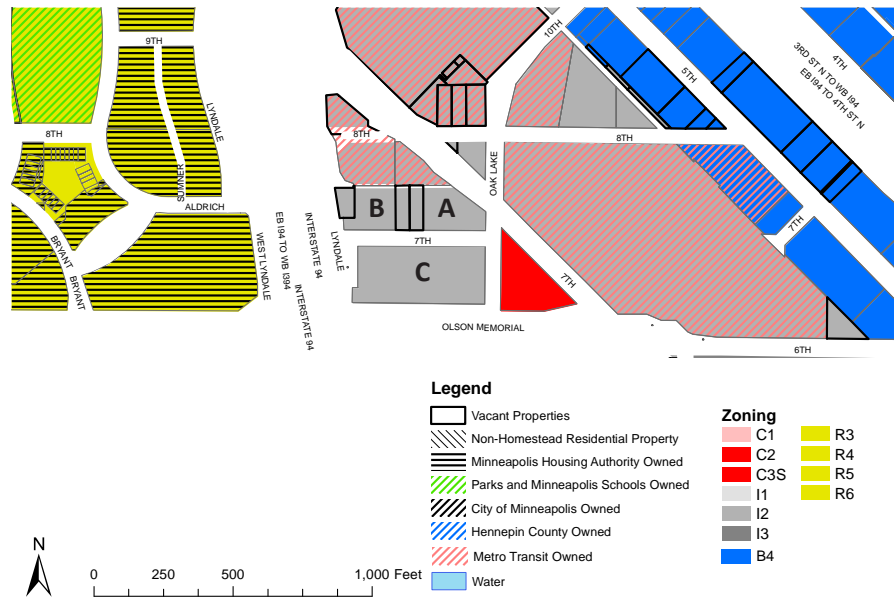 10TH
9TH
5TH
4TH
3RD ST N TO WB I94
EB I94 TO 4TH ST N
LYNDALE
8TH
8TH
8TH
OAK LAKE
SUMNER
ALDRICH
B
A
7TH
BRYANT
BRYANT
WEST LYNDALE
EB I94 TO WB I394
INTERSTATE 94
INTERSTATE 94
LYNDALE
7TH
C
7TH
OLSON MEMORIAL
6TH
Legend
Vacant Properties
Non-Homestead Residential Property
Minneapolis Housing Authority Owned
Parks and Minneapolis Schools Owned
City of Minneapolis Owned
Hennepin County Owned
Metro Transit Owned
Water
Zoning
C1
C2
C3S
I1
I2
I3
B4
R3
R4
R5
R6
N
0 250 500 1,000 Feet